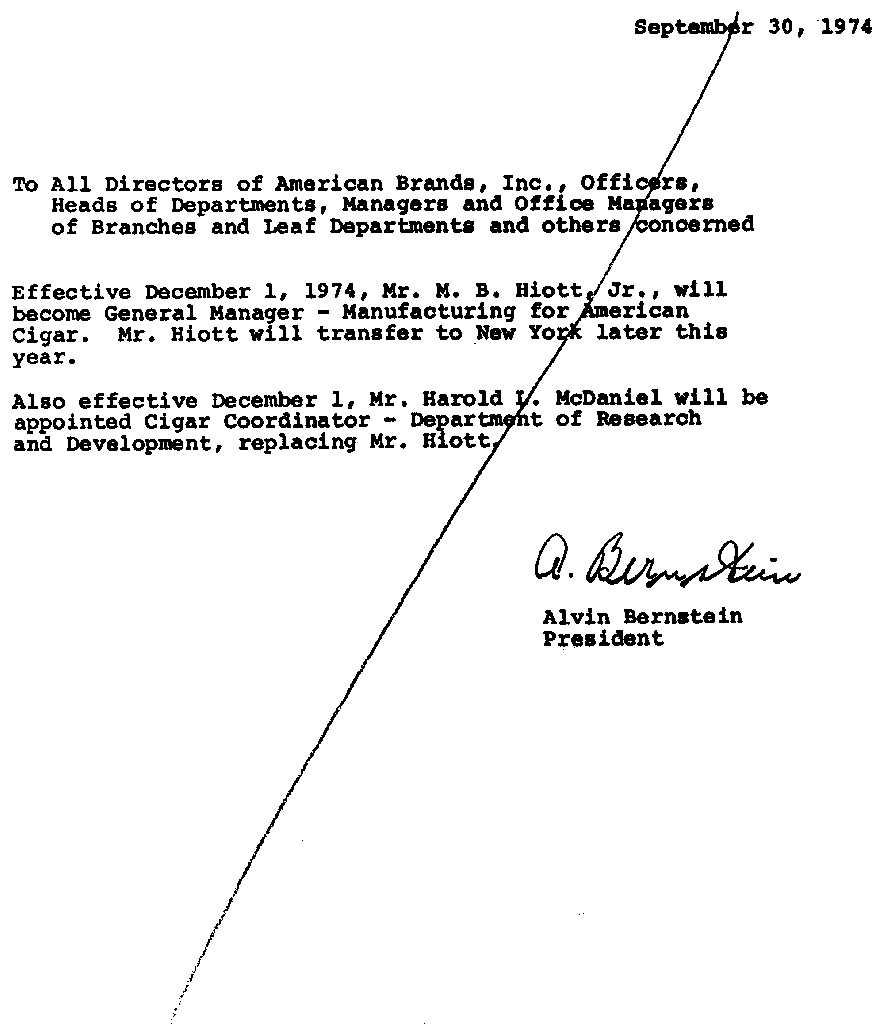 September 30, 1974
To All Directors of American Brands, Inc., Officers,
Heads of Departments, Managers and Office Managers
of Branches and Leaf Departments and others concerned
Effective December 1, 1974, Mr. M. B. Hiott, Jr., will
become General Manager - Manufacturing for American
Cigar. Mr. Hiott will transfer to New York later this
year.
Also effective December 1, Mr. Harold L. McDaniel will be
appointed Cigar Coordinator - Department of Research
and Development, replacing Mr. Hiott.
A. Bernstein
Alvin Bernstein
President